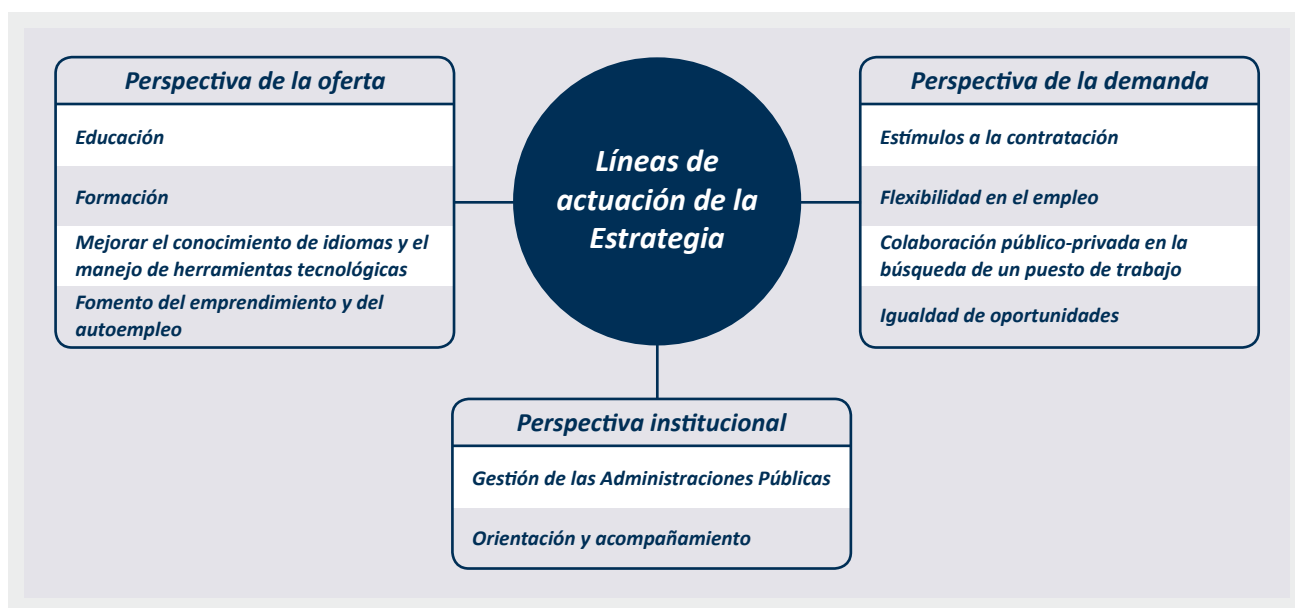 Perspectiva de la oferta
Educación
Formación
Mejorar el conocimiento de idiomas y el
manejo de herramientas tecnológicas
Fomento del emprendimiento y del
autoempleo
Líneas de
actuación de la
Estrategia
Perspectiva de la demanda
Estímulos a la contratación
Flexibilidad en el empleo
Colaboración público-privada en la
búsqueda de un puesto de trabajo
Igualdad de oportunidades
Perspectiva institucional
Gestión de las Administraciones Públicas
Orientación y acompañamiento